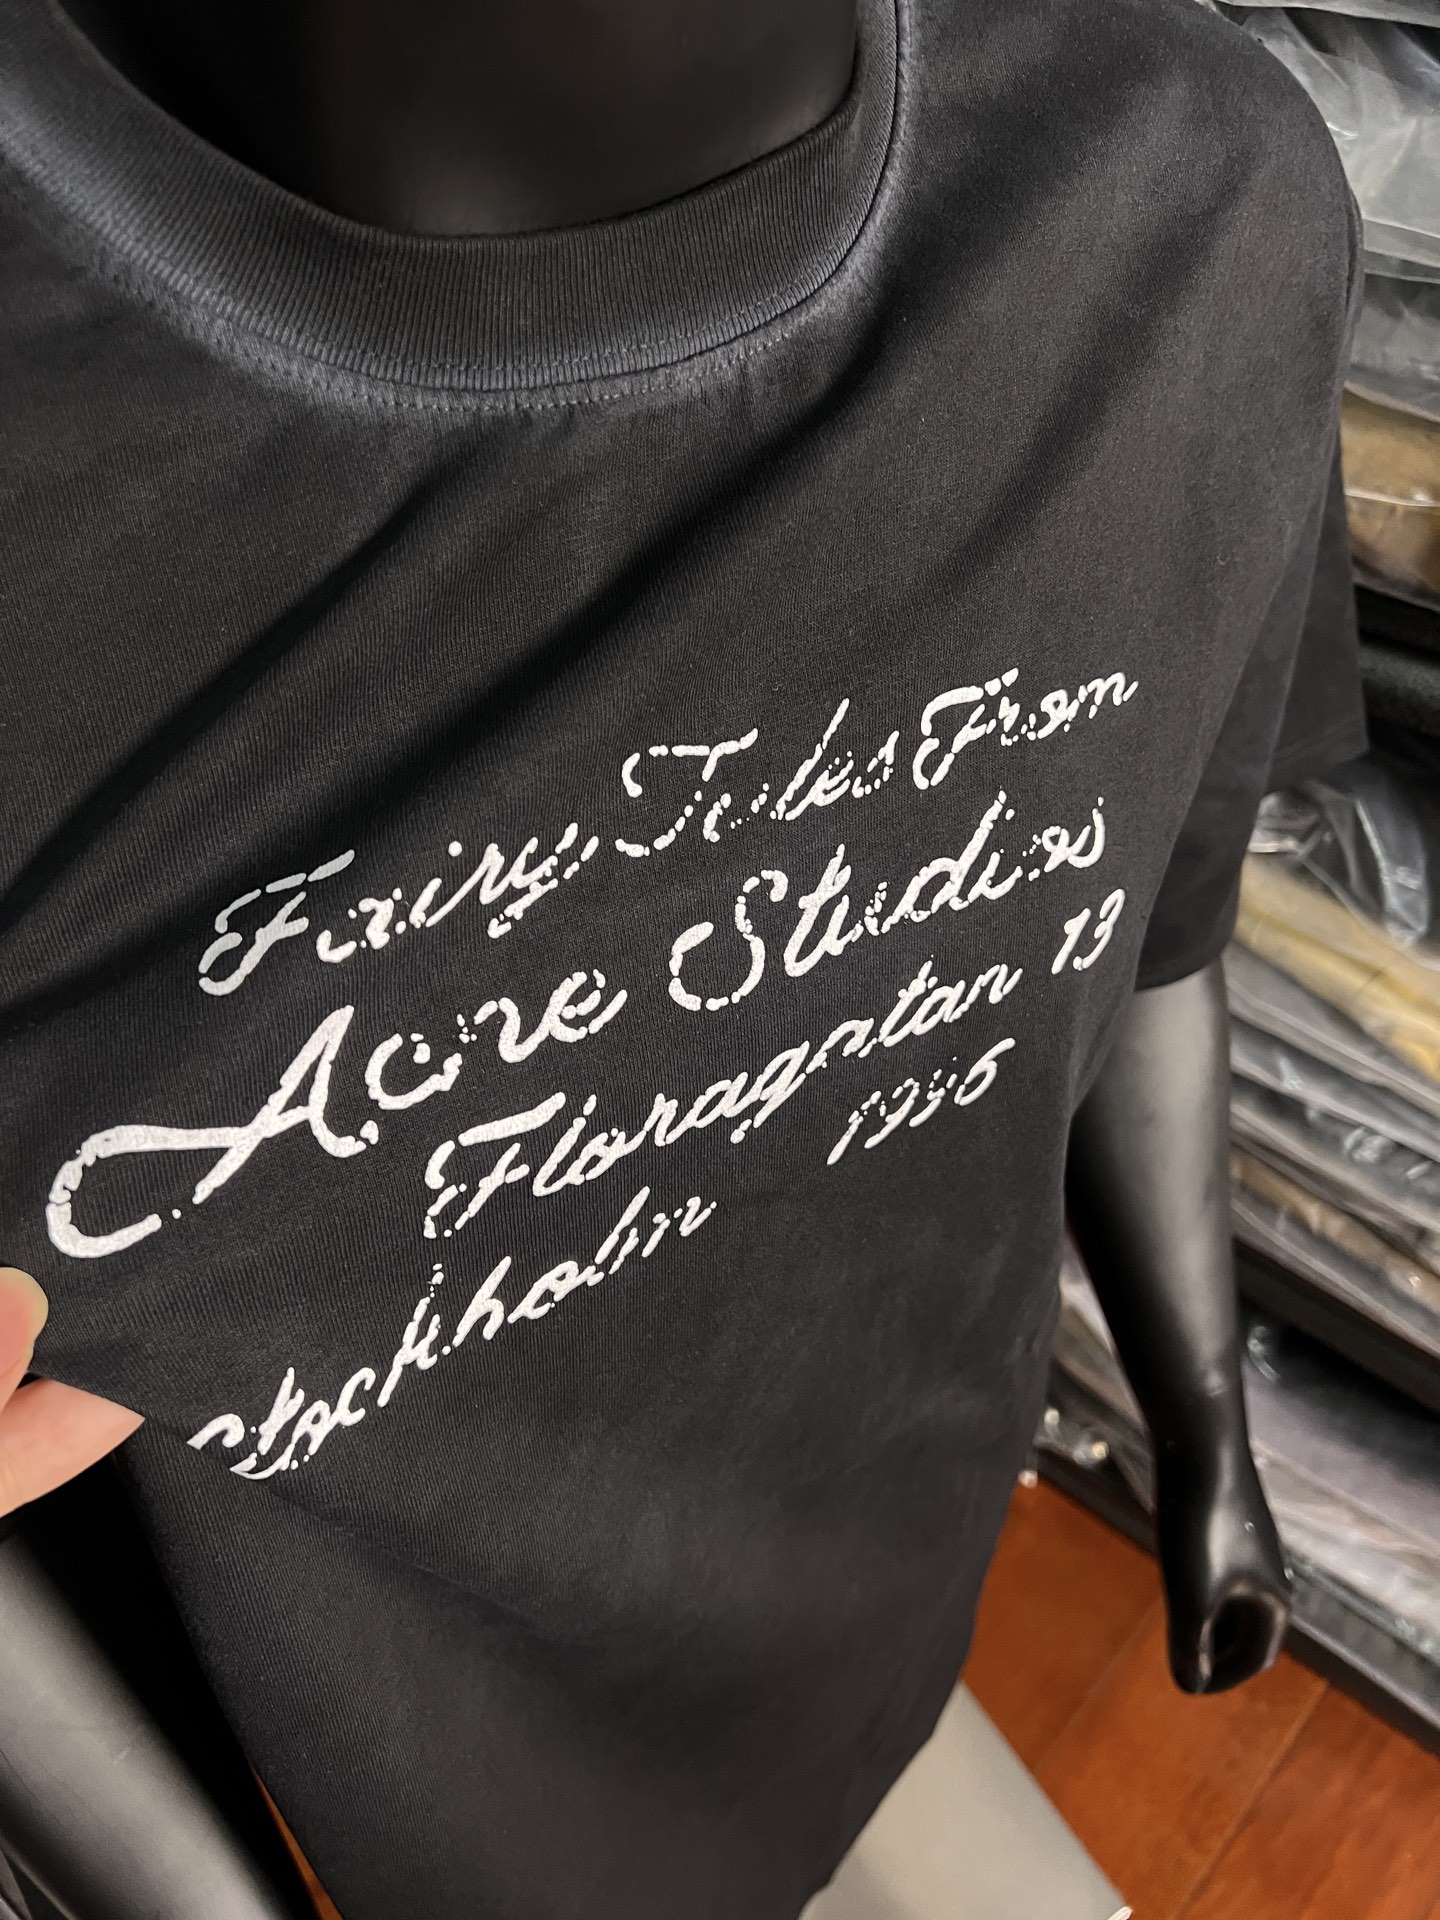 Fairy Tales From
Acne Studios
Floragatan 13
1996
Stockholm